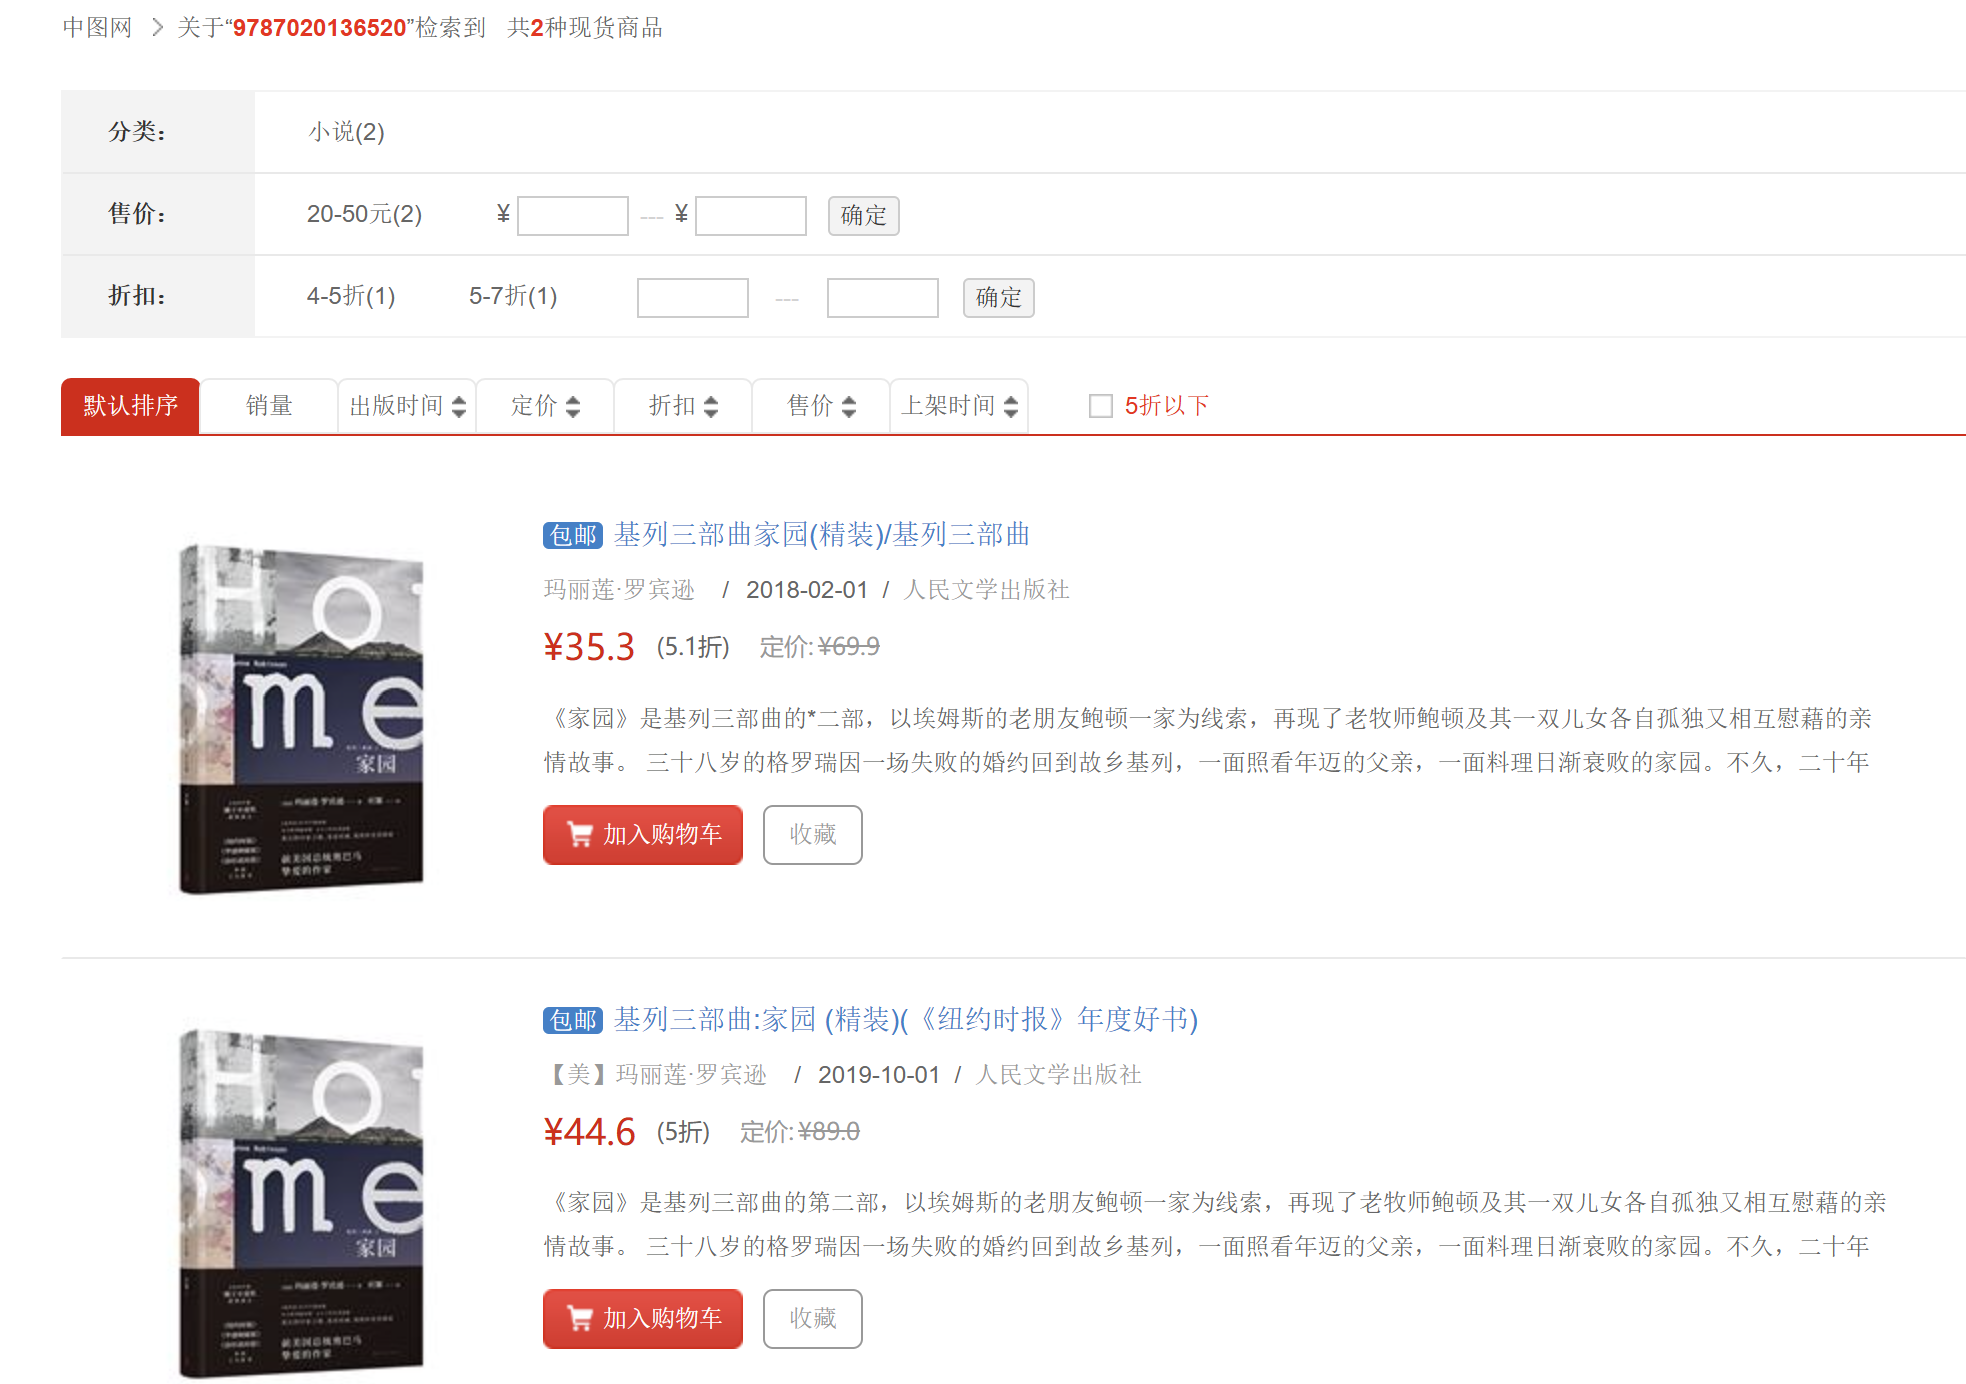 中图网 > 关于“9787020136520”检索到 共2种现货商品
分类： 小说(2)
售价： 20-50元(2) ¥ --- ¥ 确定
折扣： 4-5折(1) 5-7折(1) --- 确定
默认排序 销量 出版时间 定价 折扣 售价 上架时间 5折以下
包邮 基列三部曲家园(精装)/基列三部曲
玛丽莲·罗宾逊 / 2018-02-01 / 人民文学出版社
¥35.3 (5.1折) 定价:¥69.9
《家园》是基列三部曲的*二部，以埃姆斯的老朋友鲍顿一家为线索，再现了老牧师鲍顿及其一双儿女各自孤独又相互慰藉的亲
情故事。 三十八岁的格罗瑞因一场失败的婚约回到故乡基列，一面照看年迈的父亲，一面料理日渐衰败的家园。不久，二十年
加入购物车 收藏
Ho
me
家园
包邮 基列三部曲:家园 (精装)(《纽约时报》年度好书)
【美】玛丽莲·罗宾逊 / 2019-10-01 / 人民文学出版社
¥44.6 (5折) 定价:¥89.0
《家园》是基列三部曲的第二部，以埃姆斯的老朋友鲍顿一家为线索，再现了老牧师鲍顿及其一双儿女各自孤独又相互慰藉的亲
情故事。 三十八岁的格罗瑞因一场失败的婚约回到故乡基列，一面照看年迈的父亲，一面料理日渐衰败的家园。不久，二十年
加入购物车 收藏
Ho
me
家园